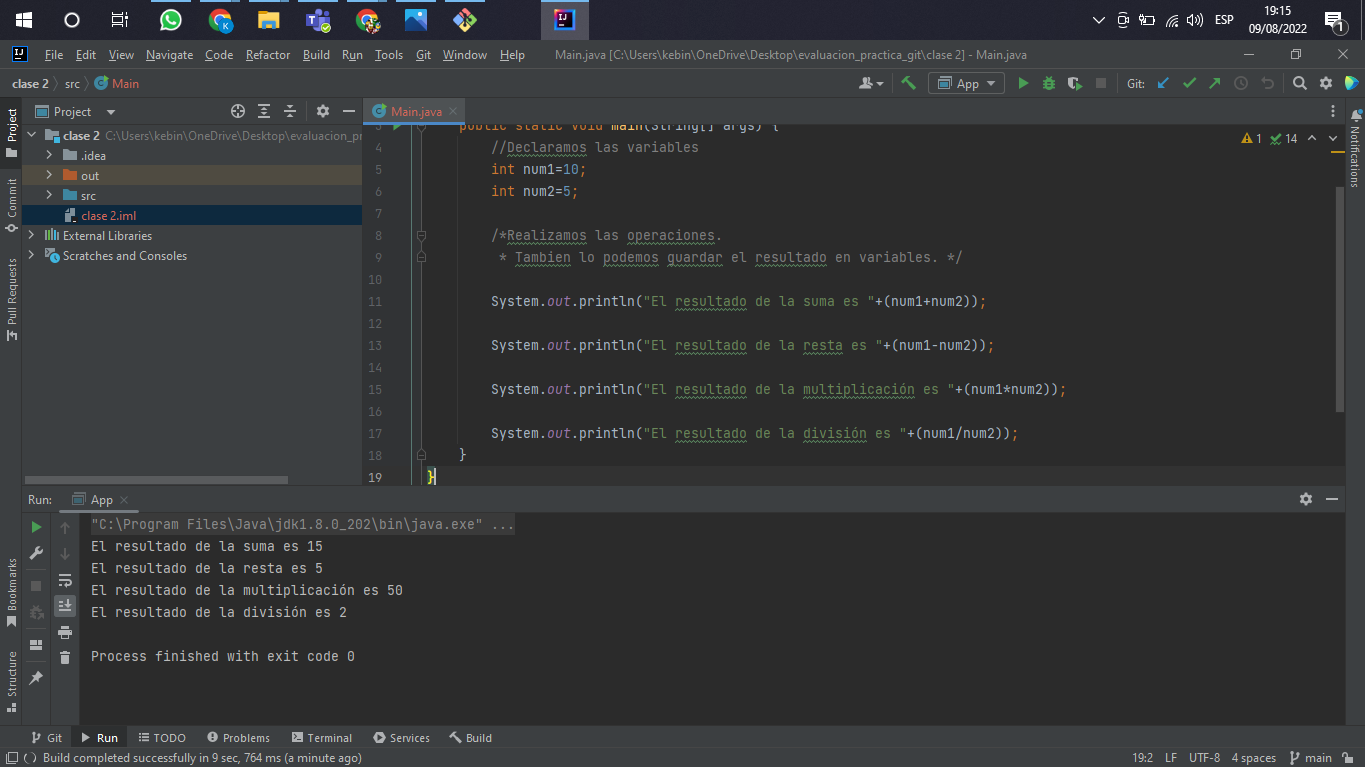 19:15
ESP
09/08/2022
1
File Edit View Navigate Code Refactor Build Run Tools Git Window Help
Main.java [C:\Users\kebin\OneDrive\Desktop\evaluacion_practica_git\clase 2] - Main.java
clase 2 src Main
App
Git:
Project
Main.java
clase 2 C:\Users\kebin\OneDrive\Desktop\evaluacion_pr
.idea
out
src
clase 2.iml
External Libraries
Scratches and Consoles
1 14
3 public static void main(String[] args) {
4 //Declaramos las variables
5 int num1=10;
6 int num2=5;
7
8 /*Realizamos las operaciones.
9 * Tambien lo podemos guardar el resultado en variables. */
10
11 System.out.println("El resultado de la suma es "+(num1+num2));
12
13 System.out.println("El resultado de la resta es "+(num1-num2));
14
15 System.out.println("El resultado de la multiplicación es "+(num1*num2));
16
17 System.out.println("El resultado de la división es "+(num1/num2));
18 }
19 }
Project
Commit
Pull Requests
Bookmarks
Structure
Notifications
Run: App
"C:\Program Files\Java\jdk1.8.0_202\bin\java.exe" ...
El resultado de la suma es 15
El resultado de la resta es 5
El resultado de la multiplicación es 50
El resultado de la división es 2
Process finished with exit code 0
Git Run TODO Problems Terminal Services Build
Build completed successfully in 9 sec, 764 ms (a minute ago)
19:2 LF UTF-8 4 spaces main